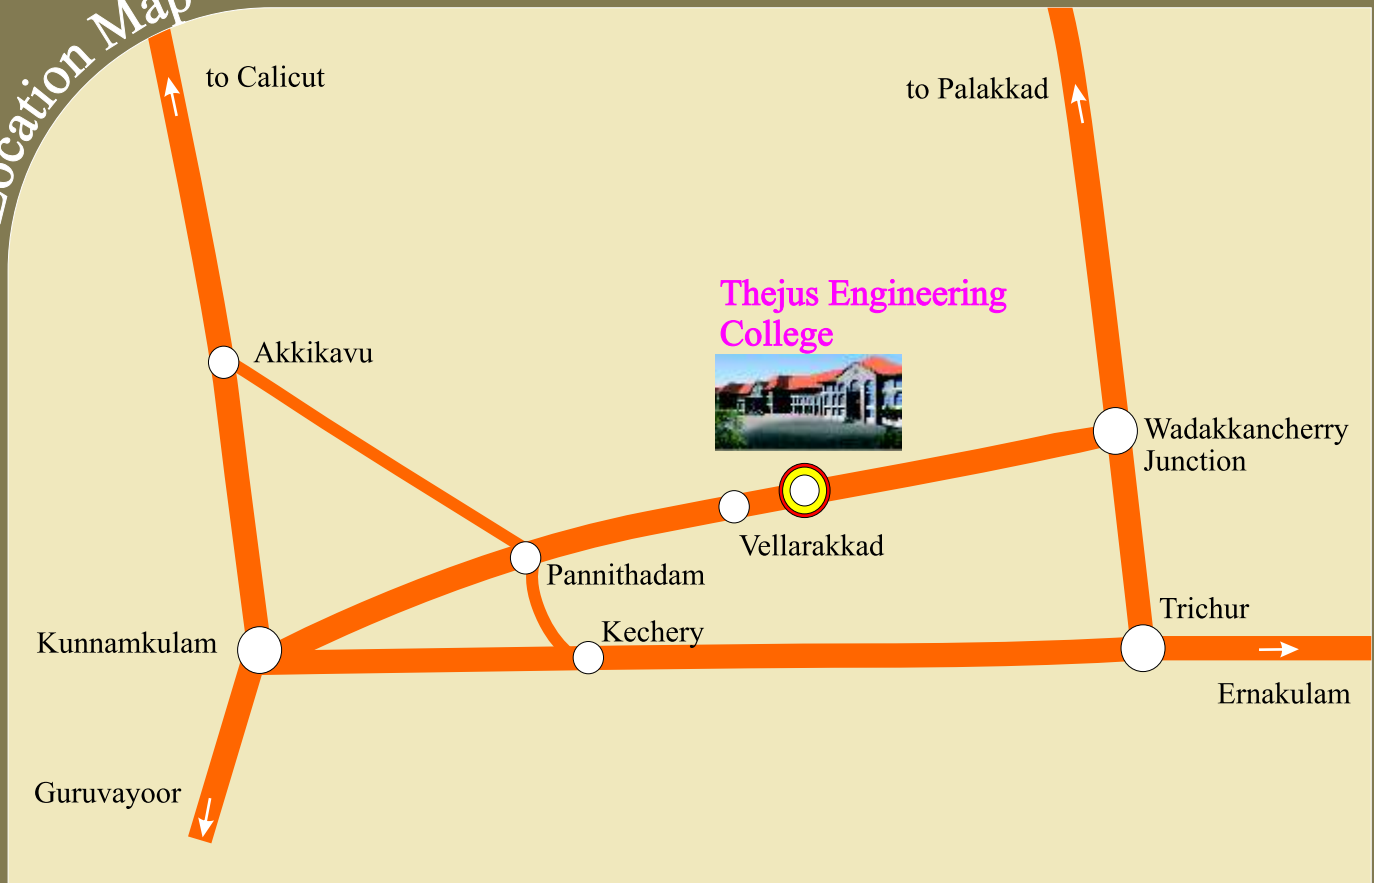 Location Map
to Calicut
to Palakkad
Thejus Engineering
College
Akkikavu
Wadakkancherry
Junction
Vellarakkad
Pannithadam
Trichur
Kechery
Kunnamkulam
Ernakulam
Guruvayoor